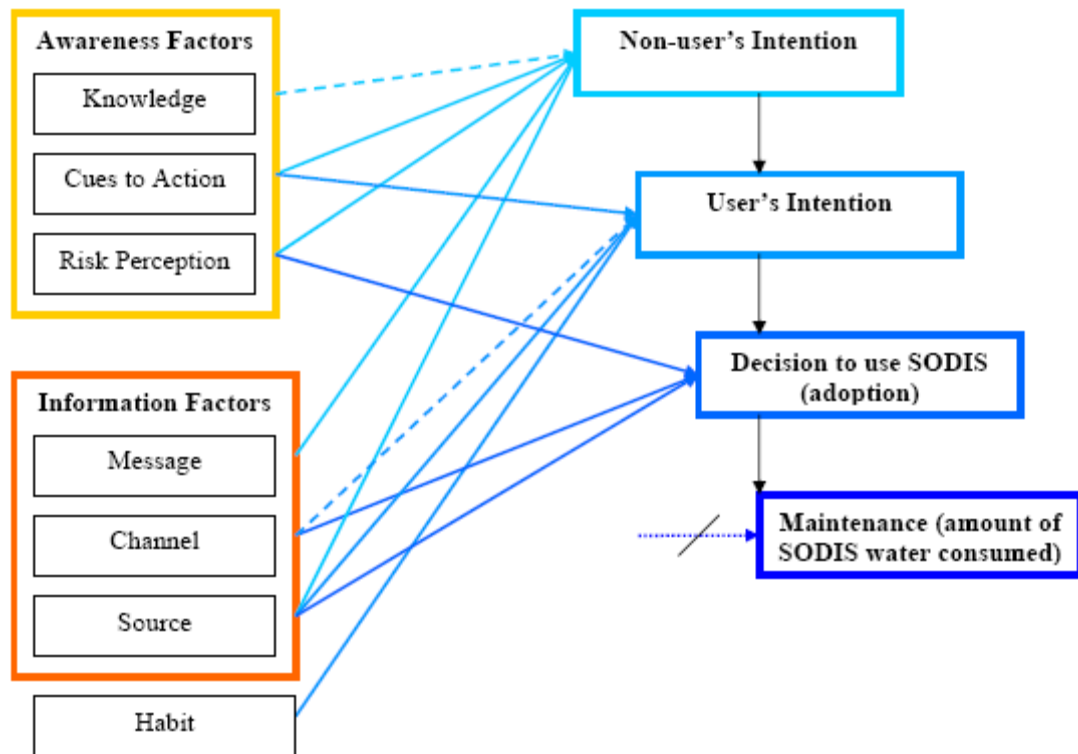 Awareness Factors
Knowledge
Cues to Action
Risk Perception
Information Factors
Message
Channel
Source
Habit
Non-user's Intention
User's Intention
Decision to use SODIS
(adoption)
Maintenance (amount of
SODIS water consumed)